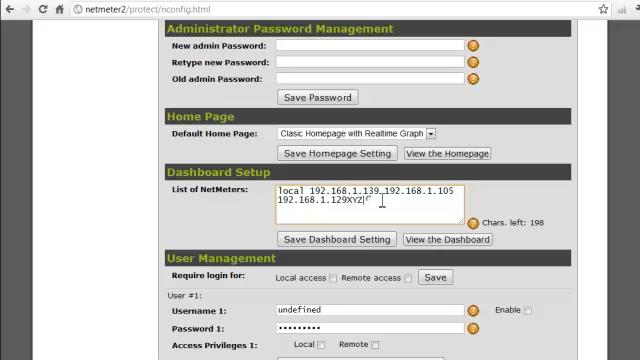 netmeter2/protect/nconfig.html
Administrator Password Management
New admin Password:
Retype new Password:
Old admin Password:
Save Password
Home Page
Default Home Page: Clasic Homepage with Realtime Graph
Save Homepage Setting View the Homepage
Dashboard Setup
List of NetMeters: local 192.168.1.139 192.168.1.105
192.168.1.129XYZ
Chars. left: 198
Save Dashboard Setting View the Dashboard
User Management
Require login for: Local access Remote access Save
User #1:
Username 1: undefined Enable
Password 1: •••••••••
Access Privileges 1: Local Remote